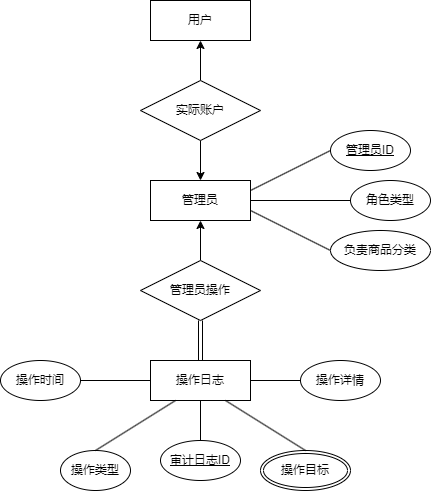 用户
实际账户
管理员ID
管理员
角色类型
负责商品分类
管理员操作
操作时间
操作日志
操作详情
操作类型
审计日志ID
操作目标